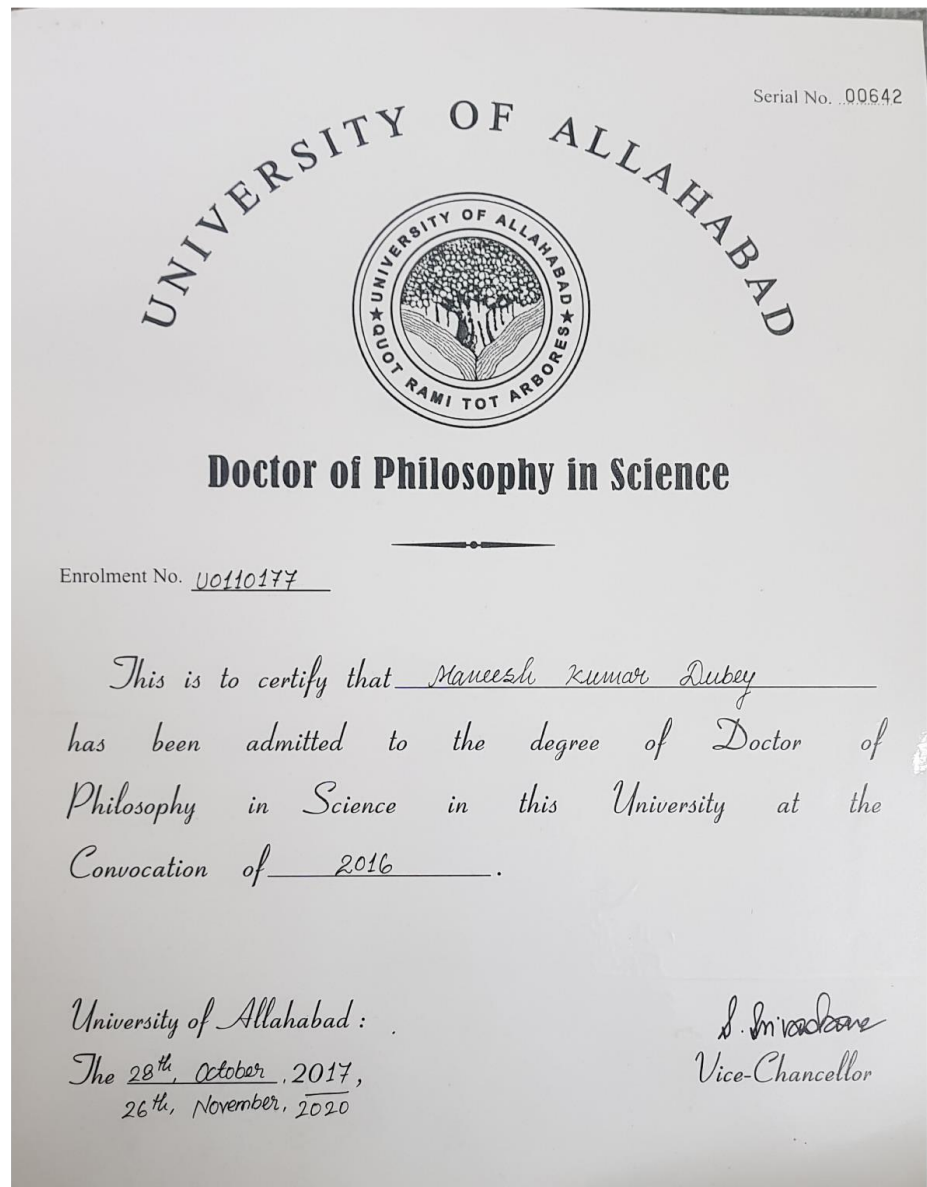 Serial No. 00642
UNIVERSITY OF ALLAHABAD
★ UNIVERSITY OF ALLAHABAD ★
QUOT RAMI TOT ARBORES
Doctor of Philosophy in Science
Enrolment No. U0110177
This is to certify that Maneesh Kumar Dubey
has been admitted to the degree of Doctor of
Philosophy in Science in this University at the
Convocation of 2016.
University of Allahabad :
The 28th, October, 2017,
26th, November, 2020
S.
Vice-Chancellor